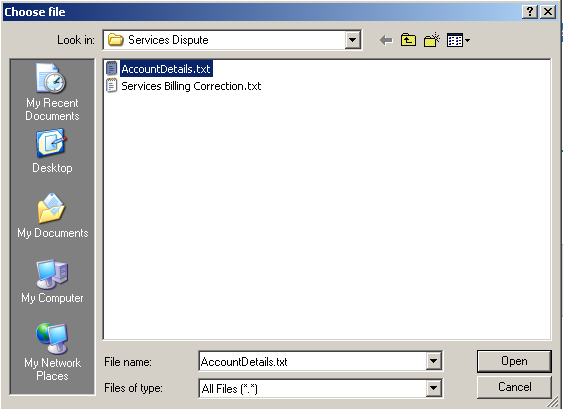 Choose file
Look in:
Services Dispute
My Recent
Documents
Desktop
My Documents
My Computer
My Network
Places
AccountDetails.txt
Services Billing Correction.txt
File name:
AccountDetails.txt
Open
Files of type:
All Files (*.*)
Cancel